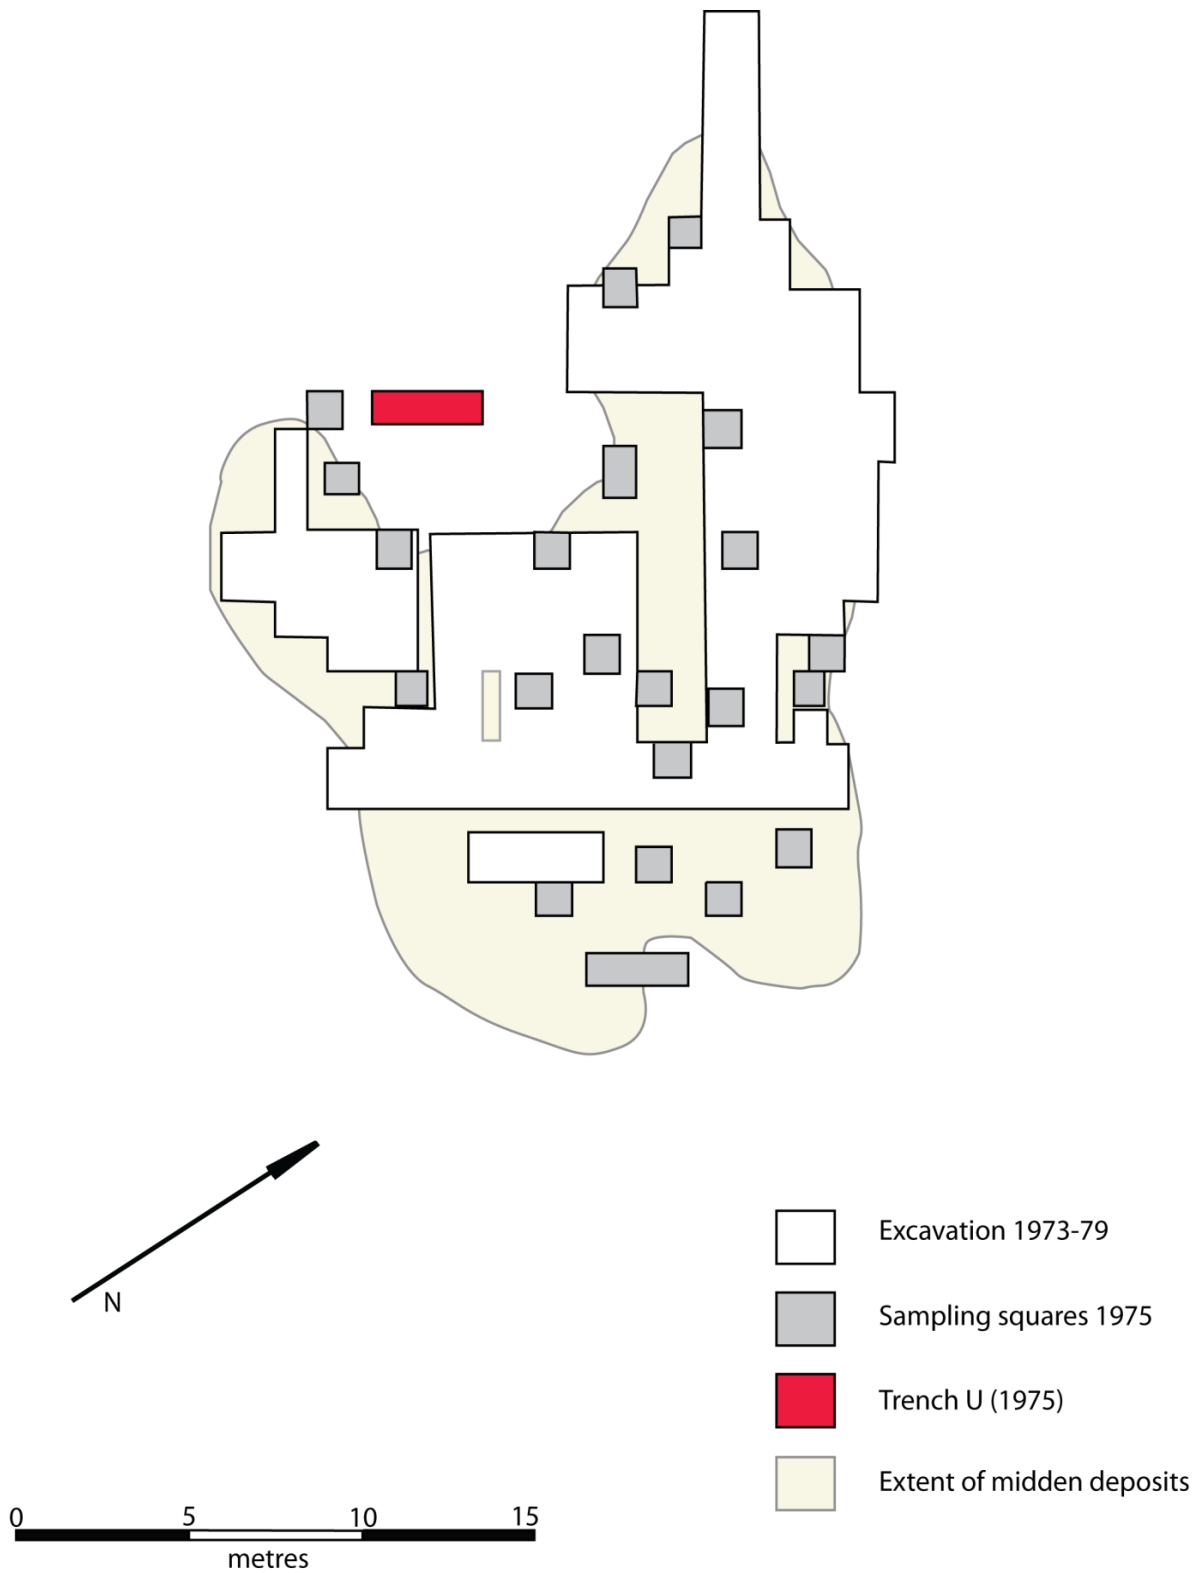 N
Excavation 1973-79
Sampling squares 1975
Trench U (1975)
Extent of midden deposits
0 5 10 15
metres